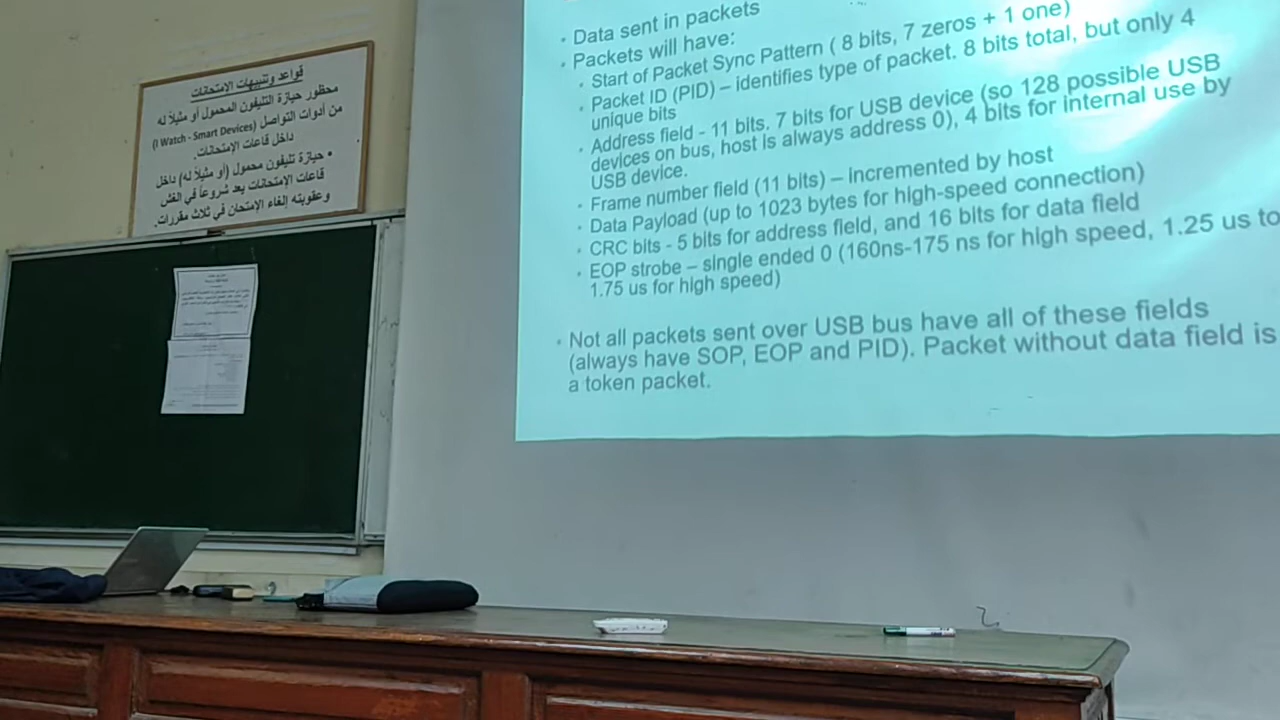 قواعد وتنبيهات الامتحانات
محظور حيازة التليفون المحمول أو مثيلاً له
من أدوات التواصل (I Watch - Smart Devices)
داخل قاعات الإمتحانات.
• حيازة تليفون محمول (أو مثيلاً له) داخل
قاعات الامتحانات يعد شروعاً في الغش
وعقوبته إلغاء الإمتحان في ثلاث مقررات.
• Data sent in packets
• Packets will have:
• Start of Packet Sync Pattern ( 8 bits, 7 zeros + 1 one)
• Packet ID (PID) – identifies type of packet. 8 bits total, but only 4
unique bits
• Address field - 11 bits. 7 bits for USB device (so 128 possible USB
devices on bus, host is always address 0), 4 bits for internal use by
USB device.
• Frame number field (11 bits) – incremented by host
• Data Payload (up to 1023 bytes for high-speed connection)
• CRC bits - 5 bits for address field, and 16 bits for data field
• EOP strobe – single ended 0 (160ns-175 ns for high speed, 1.25 us to
1.75 us for high speed)
• Not all packets sent over USB bus have all of these fields
(always have SOP, EOP and PID). Packet without data field is
a token packet.